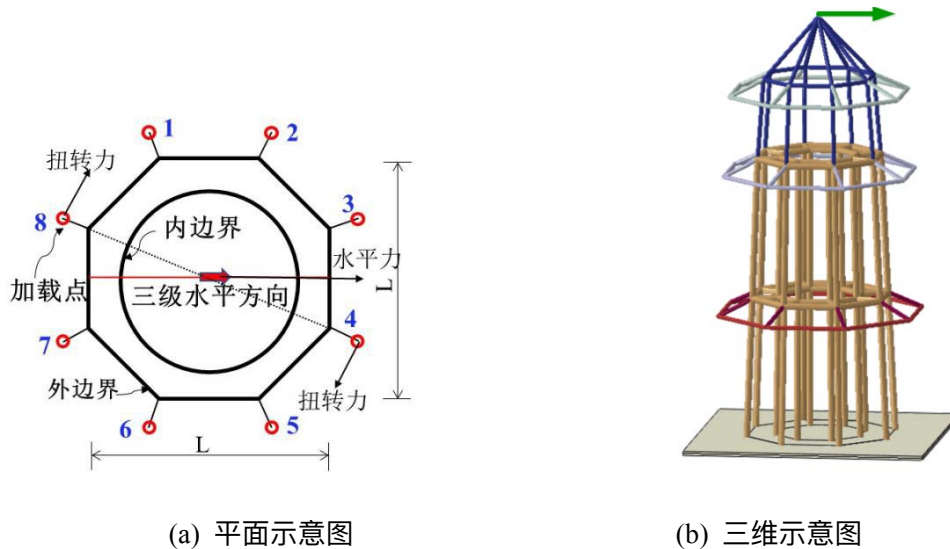 1
2
扭转力
8
3
内边界
水平力
加载点
三级水平方向
L
4
7
外边界
扭转力
6
5
L
(a) 平面示意图
(b) 三维示意图